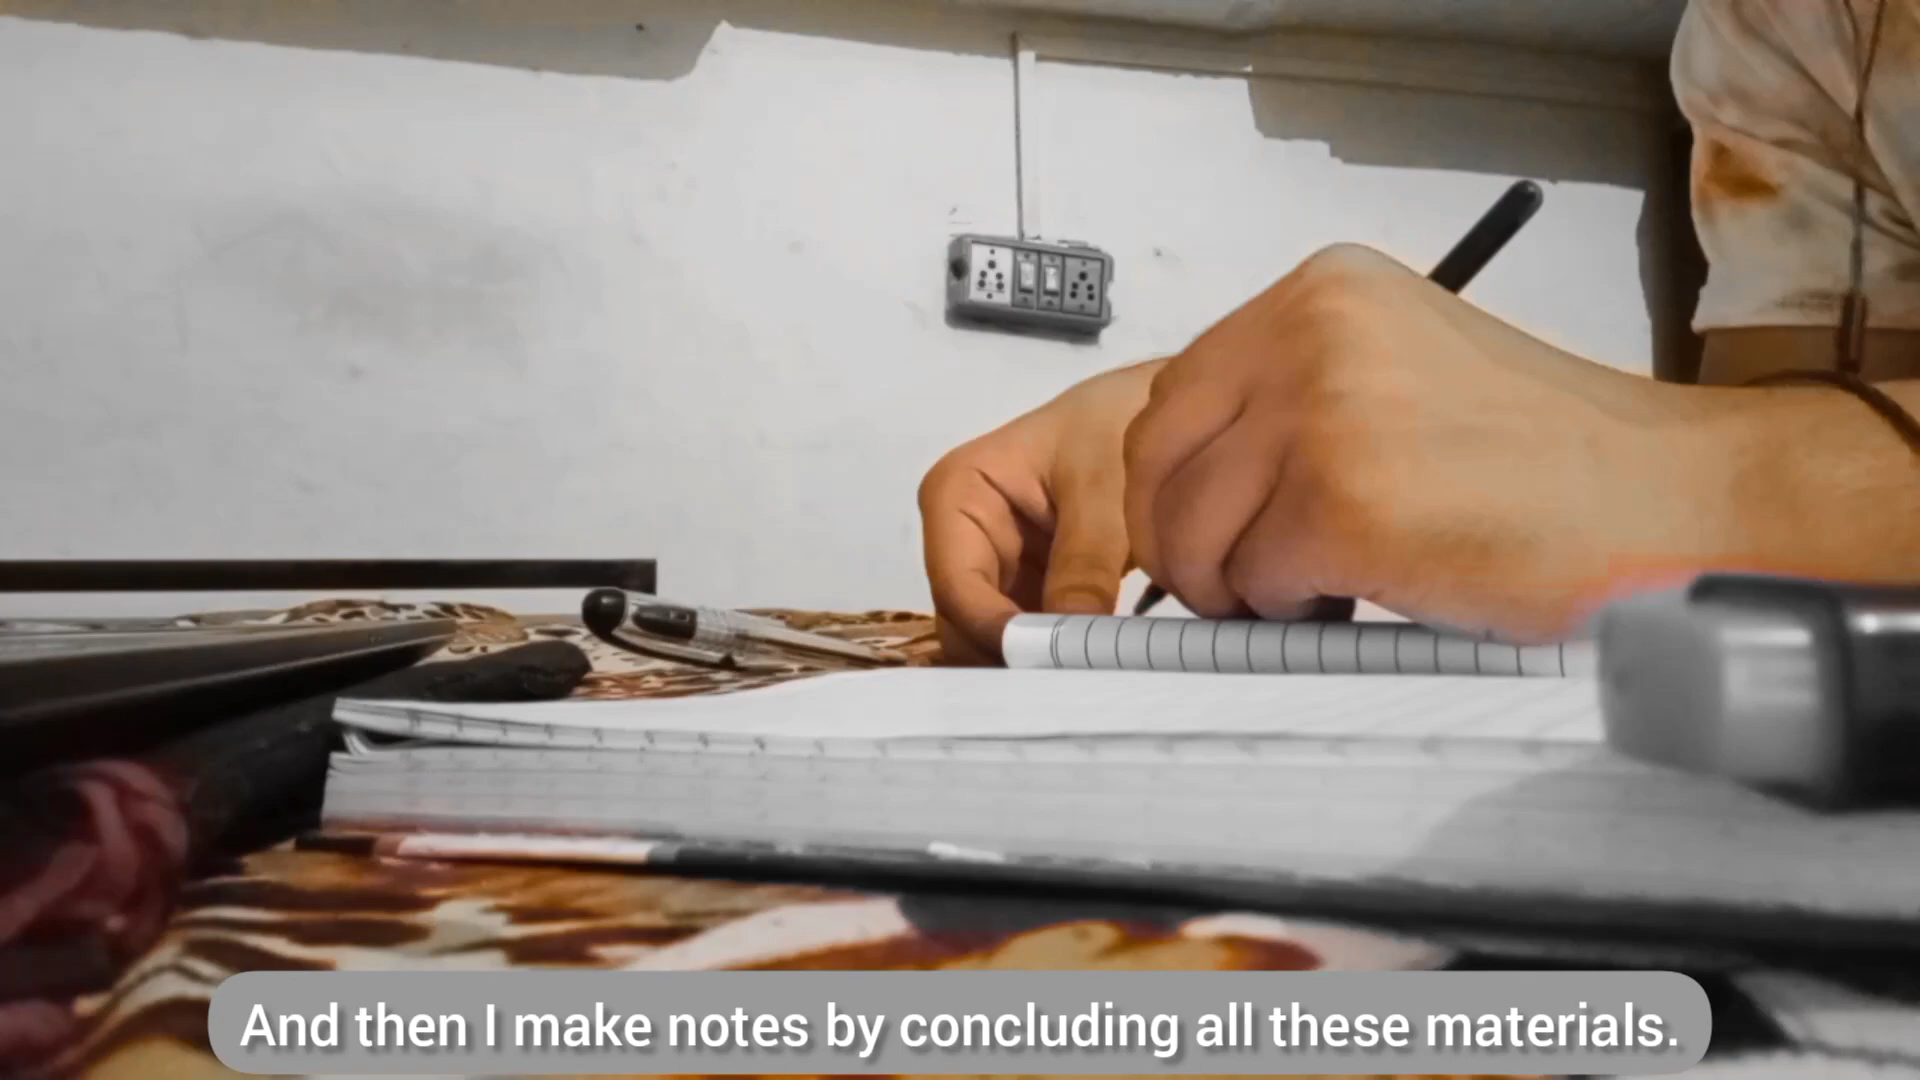 And then I make notes by concluding all these materials.